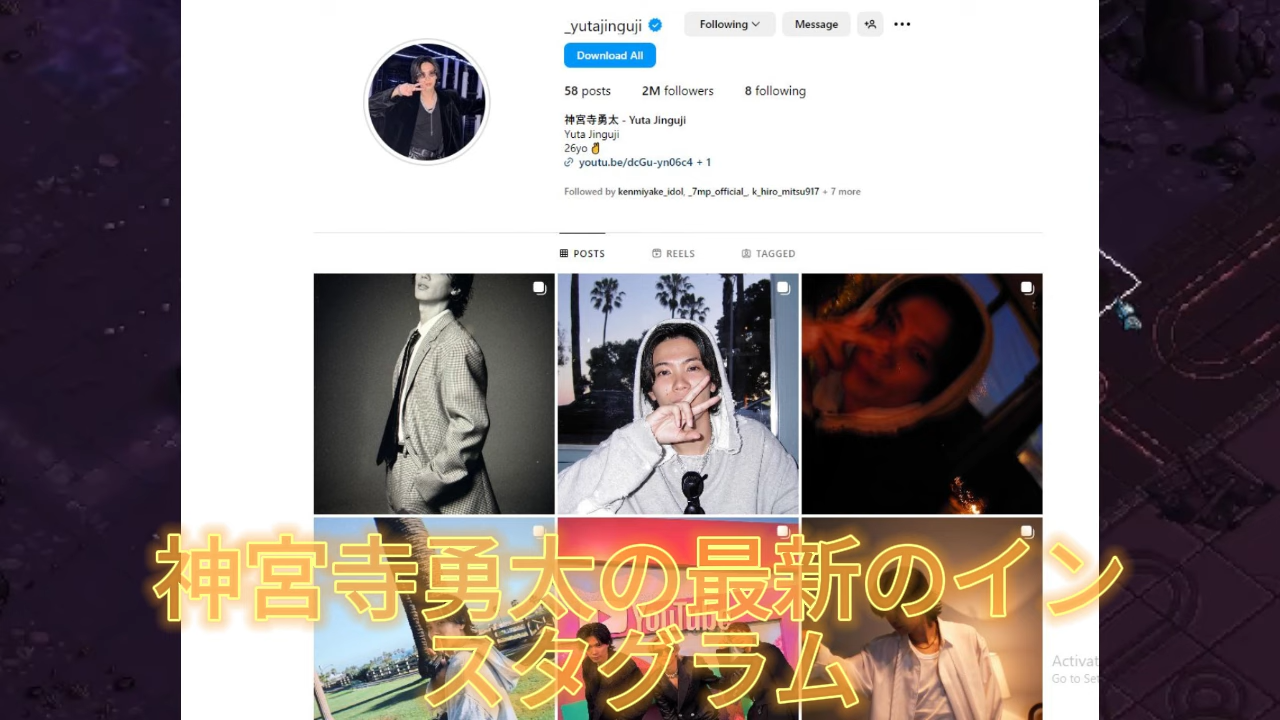 _yutajinguji
Following
Message
Download All
58 posts 2M followers 8 following
神宮寺勇太 - Yuta Jinguji
Yuta Jinguji
26yo✌
youtu.be/dcGu-yn06c4 + 1
Followed by kenmiyake_idol, _7mp_official_, k_hiro_mitsu917 + 7 more
POSTS REELS TAGGED
YouTube
神宮寺勇太の最新のイン
スタグラム
Activat
Go to Set